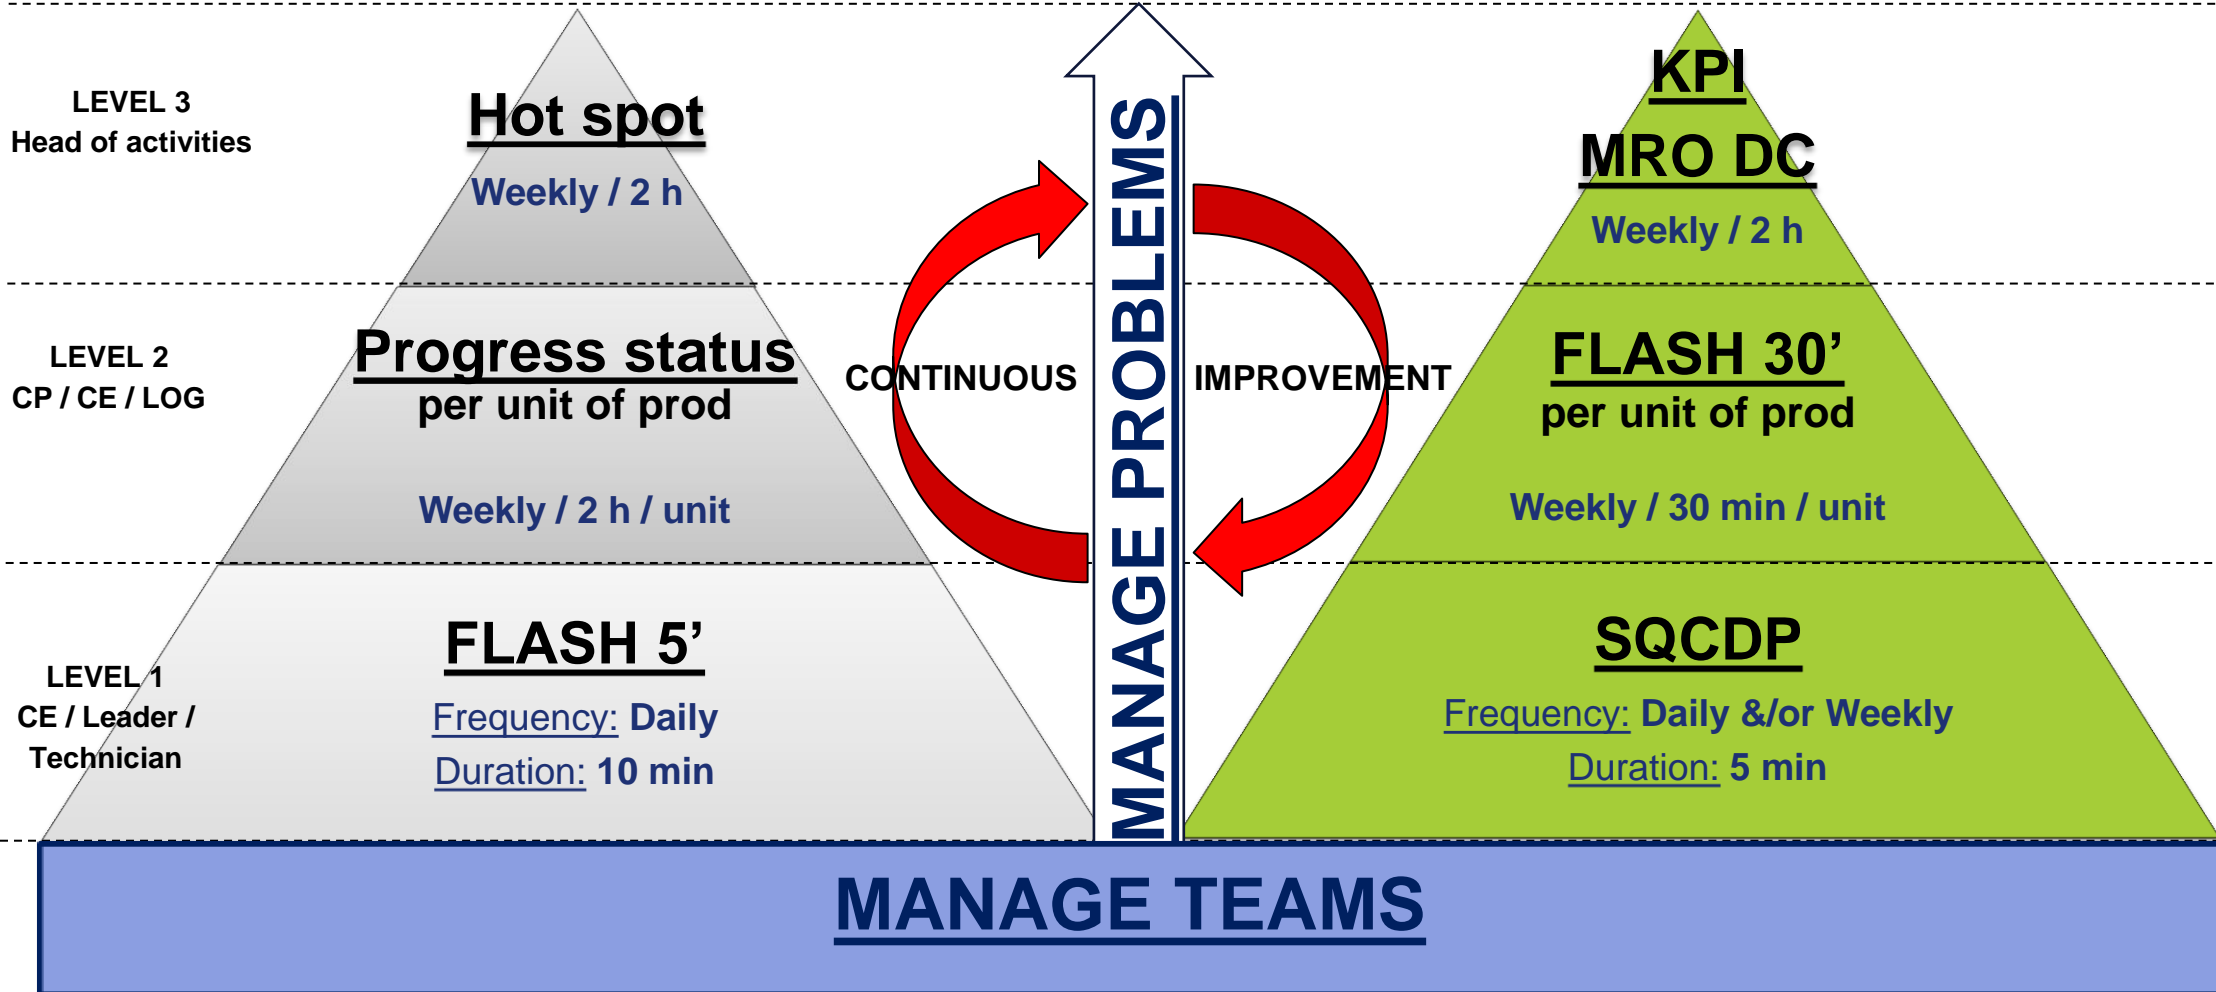 LEVEL 3
Head of activities
Hot spot
Weekly / 2 h
KPI
MRO DC
Weekly / 2 h
LEVEL 2
CP / CE / LOG
Progress status
per unit of prod
Weekly / 2 h / unit
CONTINUOUS
MANAGE PROBLEMS
IMPROVEMENT
FLASH 30’
per unit of prod
Weekly / 30 min / unit
LEVEL 1
CE / Leader /
Technician
FLASH 5’
Frequency: Daily
Duration: 10 min
SQCDP
Frequency: Daily &/or Weekly
Duration: 5 min
MANAGE TEAMS